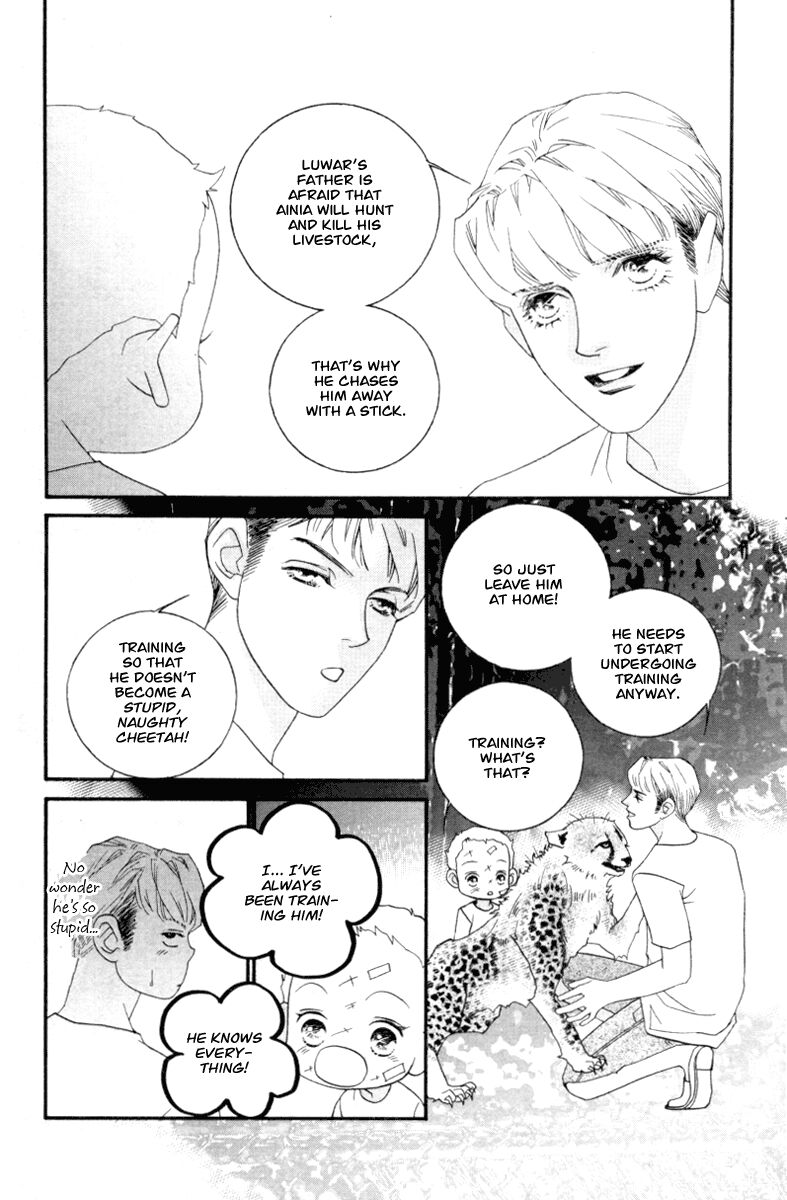 LUWAR'S
FATHER IS
AFRAID THAT
AINIA WILL HUNT
AND KILL HIS
LIVESTOCK,
THAT'S WHY
HE CHASES
HIM AWAY
WITH A STICK.
SO JUST
LEAVE HIM
AT HOME!
HE NEEDS
TO START
UNDERGOING
TRAINING
ANYWAY.
TRAINING?
WHAT'S
THAT?
TRAINING
SO THAT
HE DOESN'T
BECOME A
STUPID,
NAUGHTY
CHEETAH!
I... I'VE
ALWAYS
BEEN TRAIN-
ING HIM!
HE KNOWS
EVERY-
THING!
No
wonder
he's so
stupid...